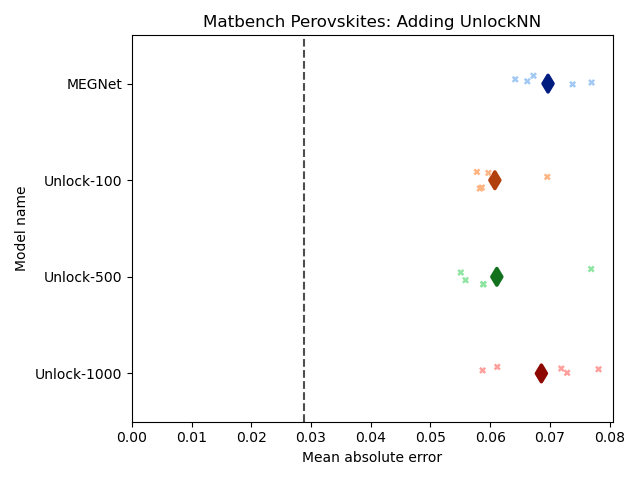 Matbench Perovskites: Adding UnlockNN
MEGNet
Unlock-100
Unlock-500
Unlock-1000
Model name
0.00 0.01 0.02 0.03 0.04 0.05 0.06 0.07 0.08
Mean absolute error